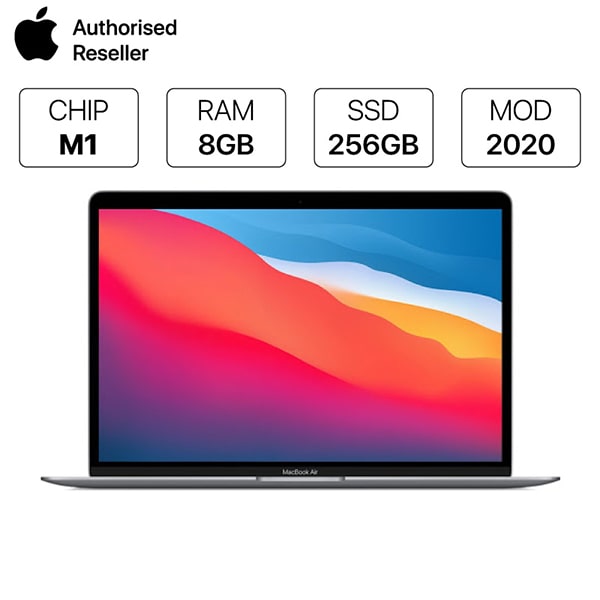 Authorised
Reseller
CHIP
M1
RAM
8GB
SSD
256GB
MOD
2020
MacBook Air